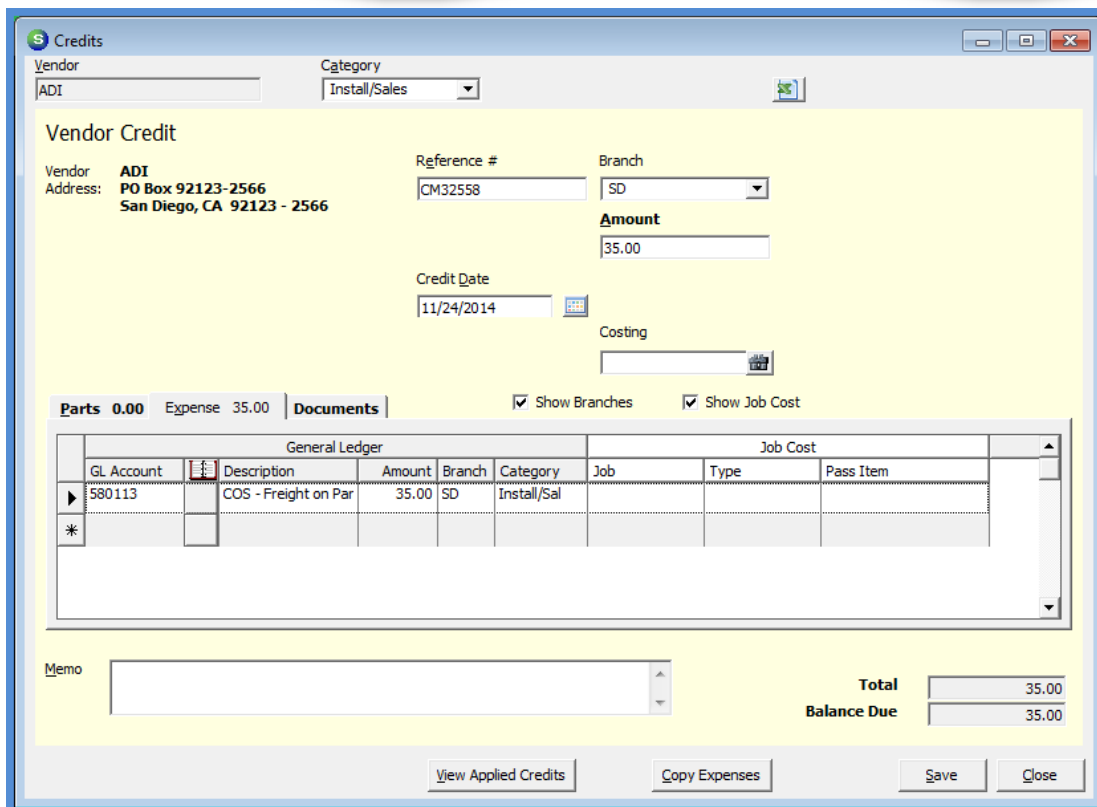 S Credits
Vendor Category
ADI Install/Sales
Vendor Credit
Reference # Branch
Vendor ADI
Address: PO Box 92123-2566
San Diego, CA 92123 - 2566
CM32558 SD
Amount
35.00
Credit Date
11/24/2014
Costing
Parts 0.00 Expense 35.00 Documents Show Branches Show Job Cost
General Ledger Job Cost
GL Account Description Amount Branch Category Job Type Pass Item
580113 COS - Freight on Par 35.00 SD Install/Sal
Memo
Total 35.00
Balance Due 35.00
View Applied Credits Copy Expenses Save Close